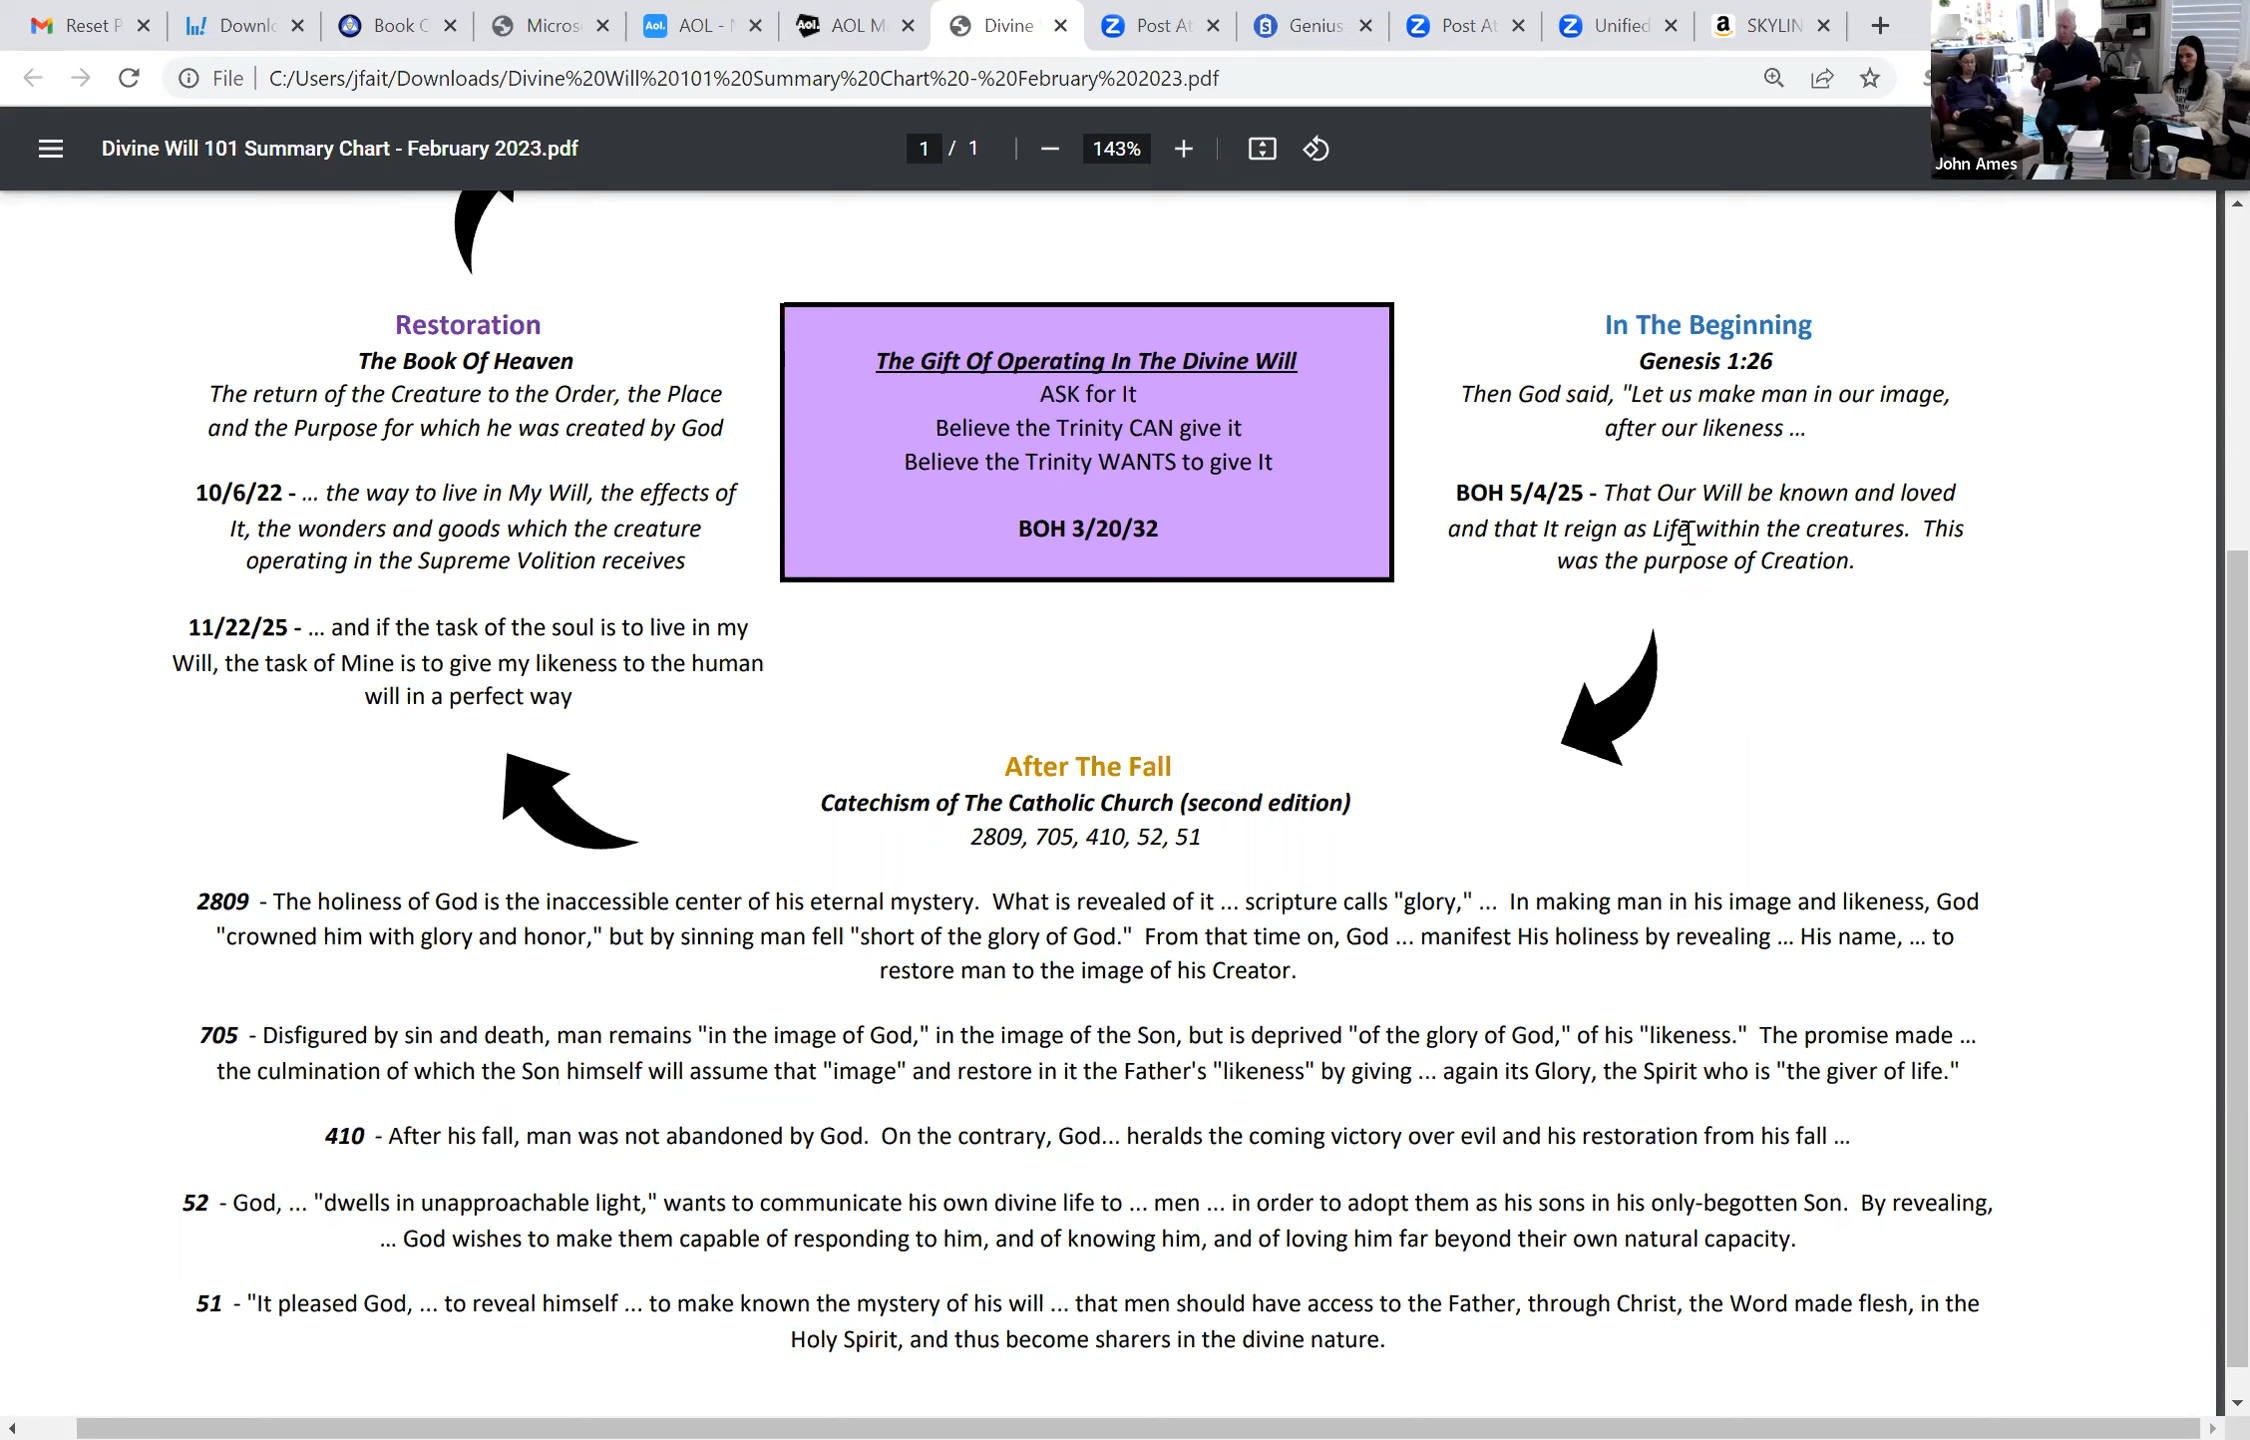 Reset P
Downlo
Book O
Micros
AOL -
AOL M
Divine
Post At
Genius
Post At
Unified
SKYLIN
File
C:/Users/jfait/Downloads/Divine%20Will%20101%20Summary%20Chart%20-%20February%202023.pdf
Divine Will 101 Summary Chart - February 2023.pdf
1 / 1
143%
John Ames
Restoration
The Book Of Heaven
The return of the Creature to the Order, the Place
and the Purpose for which he was created by God
10/6/22 - ... the way to live in My Will, the effects of
It, the wonders and goods which the creature
operating in the Supreme Volition receives
11/22/25 - ... and if the task of the soul is to live in my
Will, the task of Mine is to give my likeness to the human
will in a perfect way
The Gift Of Operating In The Divine Will
ASK for It
Believe the Trinity CAN give it
Believe the Trinity WANTS to give It
BOH 3/20/32
In The Beginning
Genesis 1:26
Then God said, "Let us make man in our image,
after our likeness ...
BOH 5/4/25 - That Our Will be known and loved
and that It reign as Life within the creatures.  This
was the purpose of Creation.
After The Fall
Catechism of The Catholic Church (second edition)
2809, 705, 410, 52, 51
2809 - The holiness of God is the inaccessible center of his eternal mystery.  What is revealed of it ... scripture calls "glory," ...  In making man in his image and likeness, God
"crowned him with glory and honor," but by sinning man fell "short of the glory of God."  From that time on, God ... manifest His holiness by revealing ... His name, ... to
restore man to the image of his Creator.
705 - Disfigured by sin and death, man remains "in the image of God," in the image of the Son, but is deprived "of the glory of God," of his "likeness."  The promise made ...
the culmination of which the Son himself will assume that "image" and restore in it the Father's "likeness" by giving ... again its Glory, the Spirit who is "the giver of life."
410 - After his fall, man was not abandoned by God.  On the contrary, God... heralds the coming victory over evil and his restoration from his fall ...
52 - God, ... "dwells in unapproachable light," wants to communicate his own divine life to ... men ... in order to adopt them as his sons in his only-begotten Son.  By revealing,
... God wishes to make them capable of responding to him, and of knowing him, and of loving him far beyond their own natural capacity.
51 - "It pleased God, ... to reveal himself ... to make known the mystery of his will ... that men should have access to the Father, through Christ, the Word made flesh, in the
Holy Spirit, and thus become sharers in the divine nature.